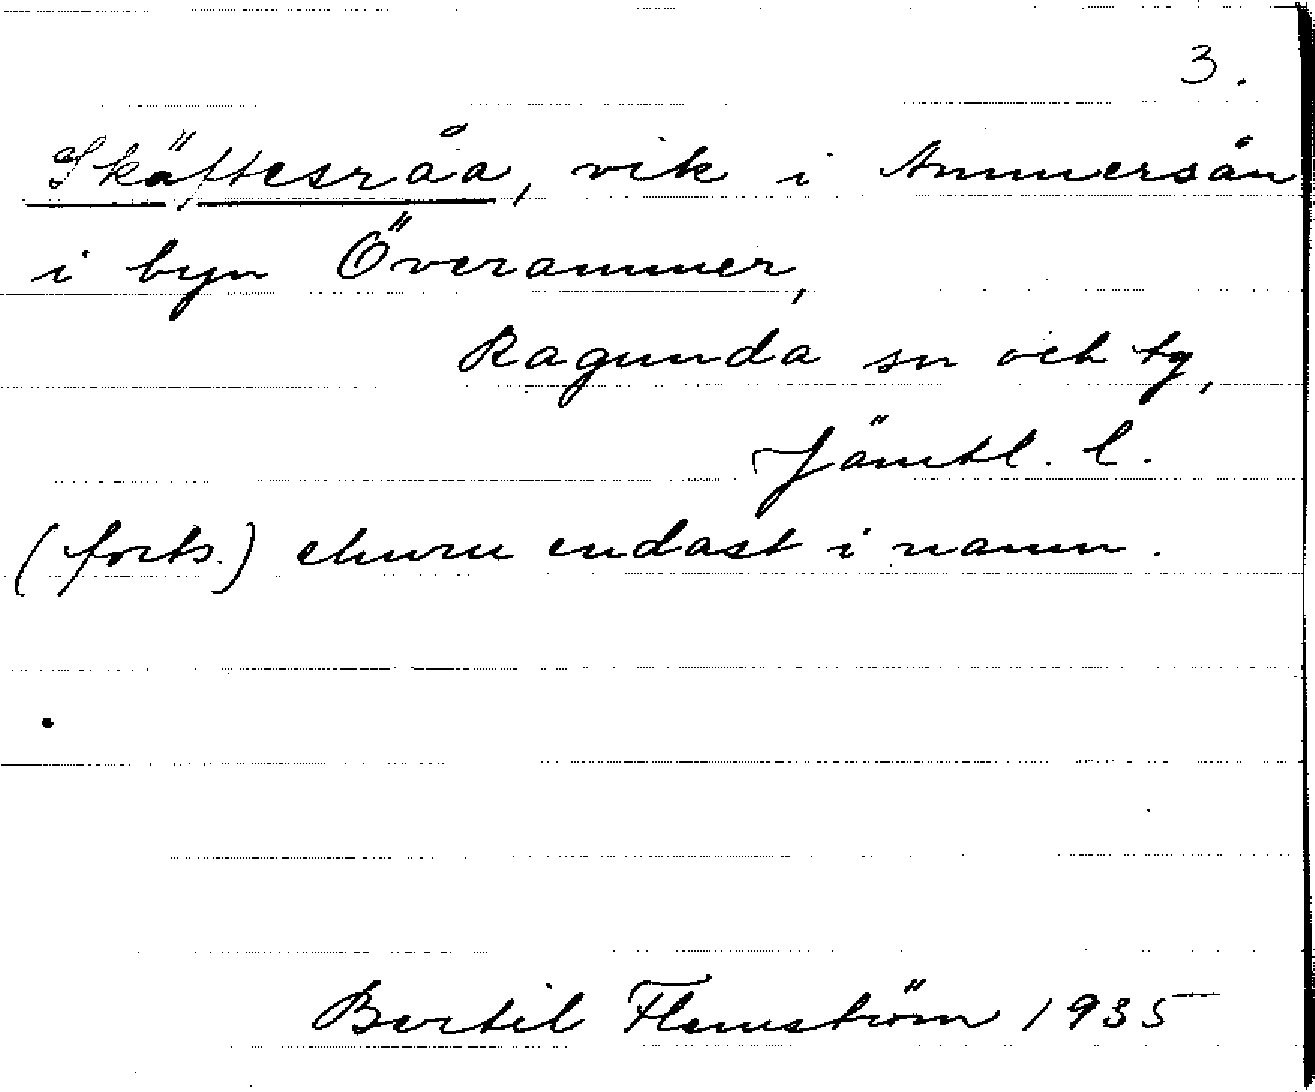 3.
Skäftesråa, vik i Ammersån
i byn Överammer,
Ragunda sn och tg,
Jämtl. l.
(forts.) ehuru endast i namn.
Bertil Flemström 1935